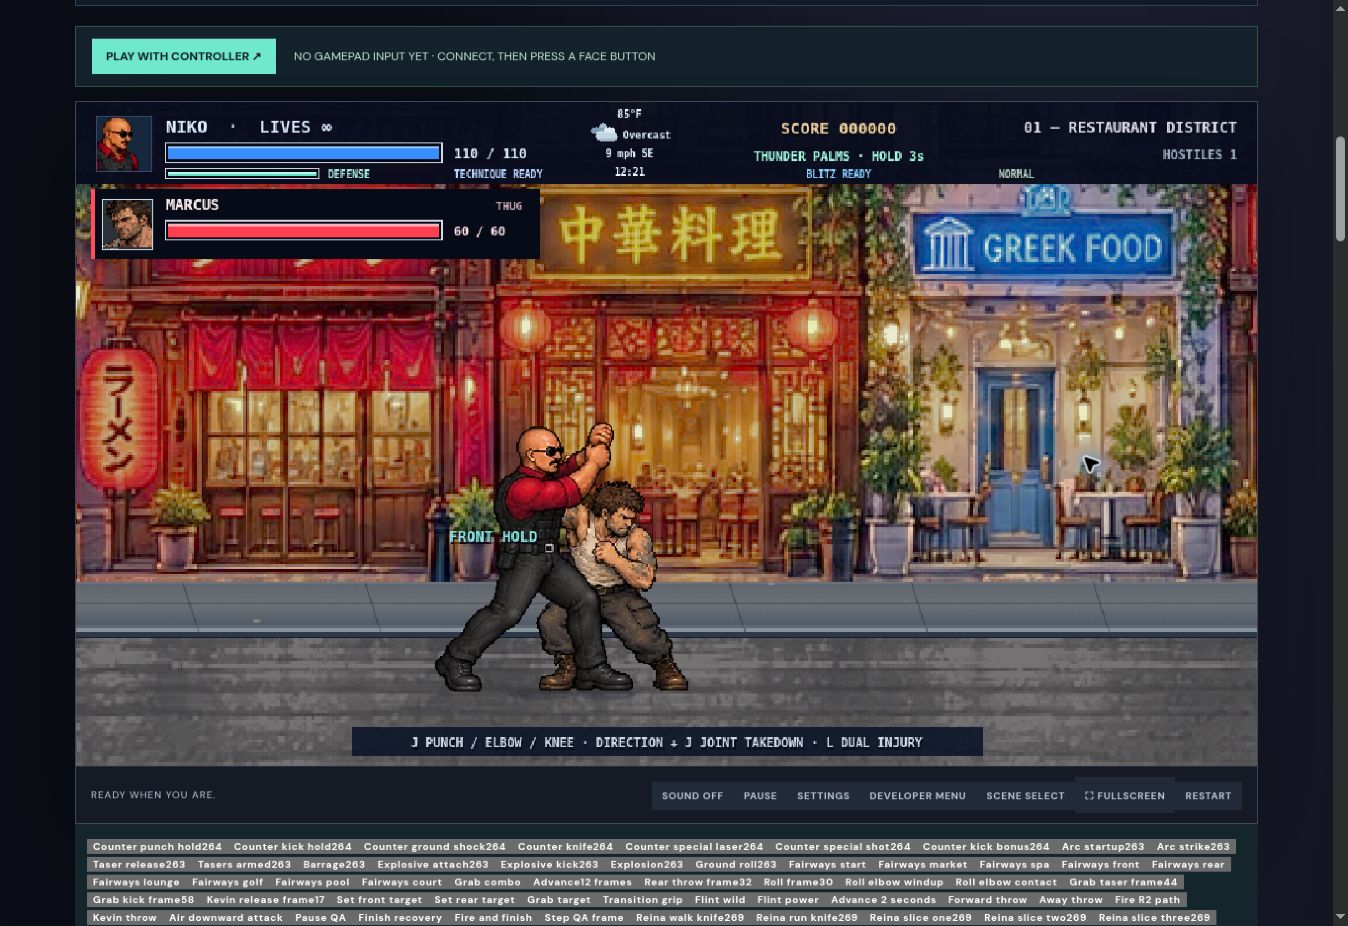 PLAY WITH CONTROLLER ↗
NO GAMEPAD INPUT YET · CONNECT, THEN PRESS A FACE BUTTON
NIKO · LIVES ∞
110 / 110
DEFENSE
TECHNIQUE READY
85°F
Overcast
9 mph SE
12:21
SCORE 000000
THUNDER PALMS · HOLD 3s
BLITZ READY
01 — RESTAURANT DISTRICT
HOSTILES 1
NORMAL
MARCUS
THUG
60 / 60
中華料理
GREEK FOOD
ラーメン
FRONT HOLD
J PUNCH / ELBOW / KNEE · DIRECTION + J JOINT TAKEDOWN · L DUAL INJURY
READY WHEN YOU ARE.
SOUND OFF PAUSE SETTINGS DEVELOPER MENU SCENE SELECT ⛶ FULLSCREEN RESTART
Counter punch hold264 Counter kick hold264 Counter ground shock264 Counter knife264 Counter special laser264 Counter special shot264 Counter kick bonus264 Arc startup263 Arc strike263
Taser release263 Tasers armed263 Barrage263 Explosive attach263 Explosive kick263 Explosion263 Ground roll263 Fairways start Fairways market Fairways spa Fairways front Fairways rear
Fairways lounge Fairways golf Fairways pool Fairways court Grab combo Advance12 frames Rear throw frame32 Roll frame30 Roll elbow windup Roll elbow contact Grab taser frame44
Grab kick frame58 Kevin release frame17 Set front target Set rear target Grab target Transition grip Flint wild Flint power Advance 2 seconds Forward throw Away throw Fire R2 path
Kevin throw Air downward attack Pause QA Finish recovery Fire and finish Step QA frame Reina walk knife269 Reina run knife269 Reina slice one269 Reina slice two269 Reina slice three269